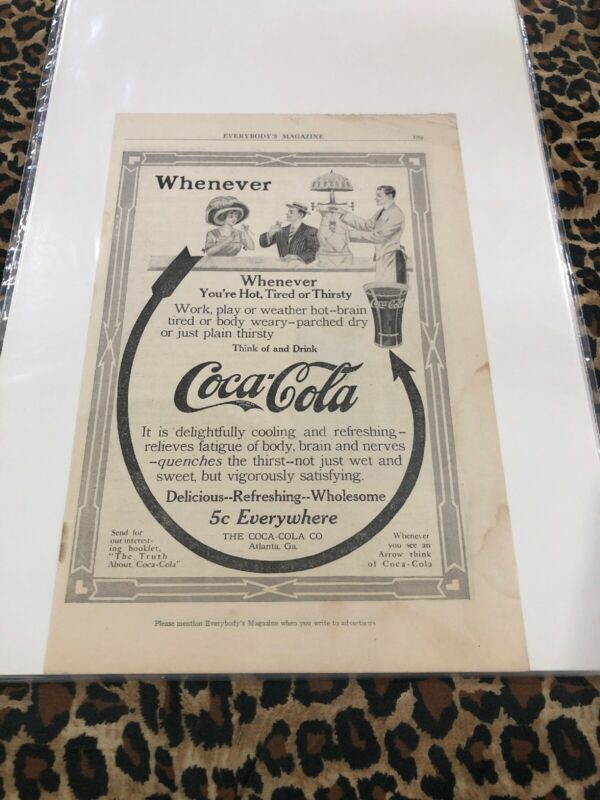 EVERYBODY'S MAGAZINE
Whenever
Whenever
You're Hot, Tired or Thirsty
Work, play or weather hot--brain
tired or body weary--parched dry
or just plain thirsty
Think of and Drink
Coca-Cola
Coca-Cola
It is delightfully cooling and refreshing--
relieves fatigue of body, brain and nerves
--quenches the thirst--not just wet and
sweet, but vigorously satisfying.
Delicious--Refreshing--Wholesome
5c Everywhere
THE COCA-COLA CO
Atlanta, Ga.
Send for
our interest-
ing booklet,
"The Truth
About Coca-Cola"
Whenever
you see an
Arrow think
of Coca-Cola
Please mention Everybody's Magazine when you write to advertisers